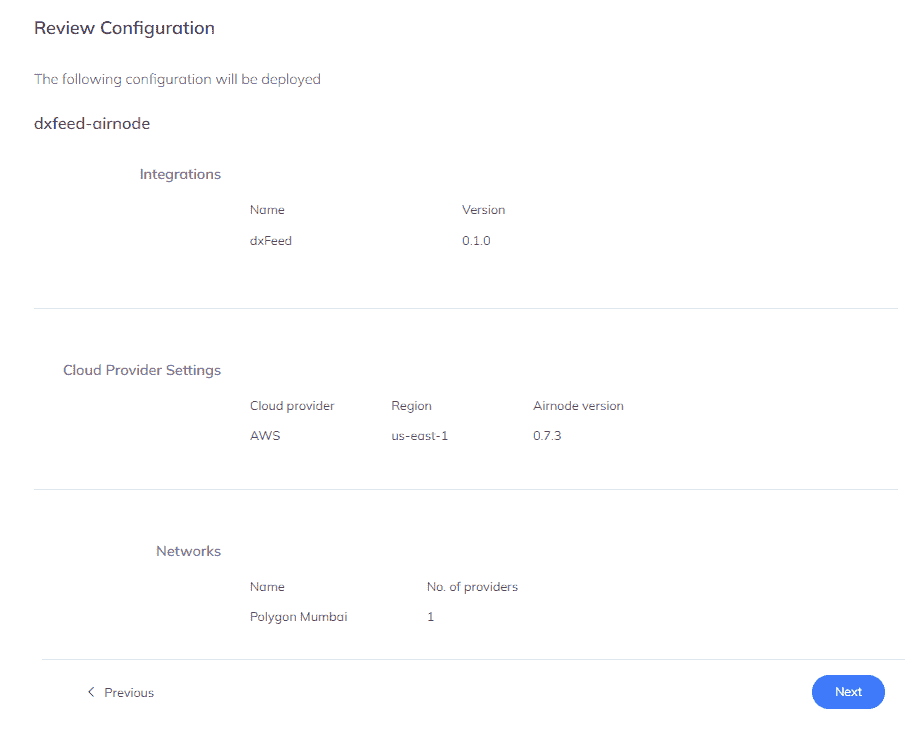 Review Configuration
The following configuration will be deployed
dxfeed-airnode
Integrations
Name Version
dxFeed 0.1.0
Cloud Provider Settings
Cloud provider Region Airnode version
AWS us-east-1 0.7.3
Networks
Name No. of providers
Polygon Mumbai 1
Previous Next